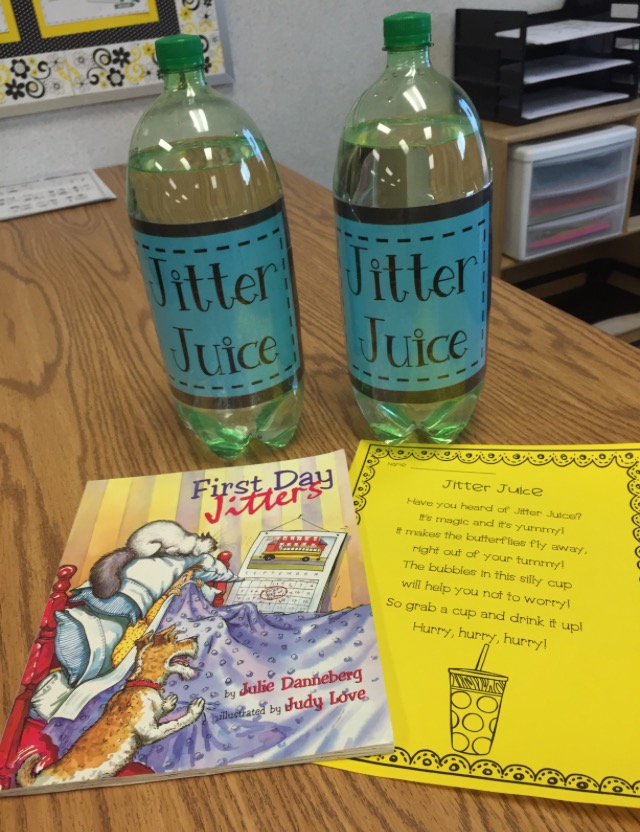 Jitter
Juice
Jitter
Juice
First Day
Jitters
by Julie Danneberg
illustrated by Judy Love
Name
Jitter Juice
Have you heard of Jitter Juice?
It's magic and it's yummy!
It makes the butterflies fly away,
right out of your tummy!
The bubbles in this silly cup
will help you not to worry!
So grab a cup and drink it up!
Hurry, hurry, hurry!